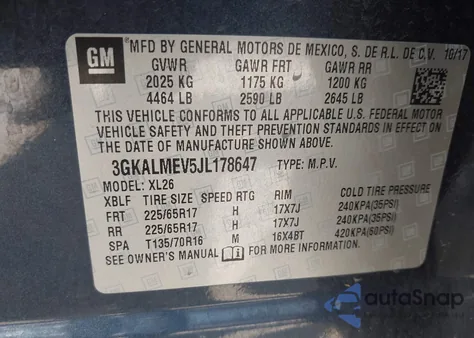 GM
MFD BY GENERAL MOTORS DE MEXICO, S. DE R.L. DE C.V. 10/17
GVWR GAWR FRT GAWR RR
2025 KG 1175 KG 1200 KG
4464 LB 2590 LB 2645 LB
THIS VEHICLE CONFORMS TO ALL APPLICABLE U.S. FEDERAL MOTOR
VEHICLE SAFETY AND THEFT PREVENTION STANDARDS IN EFFECT ON
THE DATE OF MANUFACTURE SHOWN ABOVE.
3GKALMEV5JL178647 TYPE: M.P.V.
MODEL: XL26
XBLF TIRE SIZE SPEED RTG RIM COLD TIRE PRESSURE
FRT 225/65R17 H 17X7J 240KPA(35PSI)
RR 225/65R17 H 17X7J 240KPA(35PSI)
SPA T135/70R16 M 16X4BT 420KPA(60PSI)
SEE OWNER'S MANUAL FOR MORE INFORMATION
autoSnap